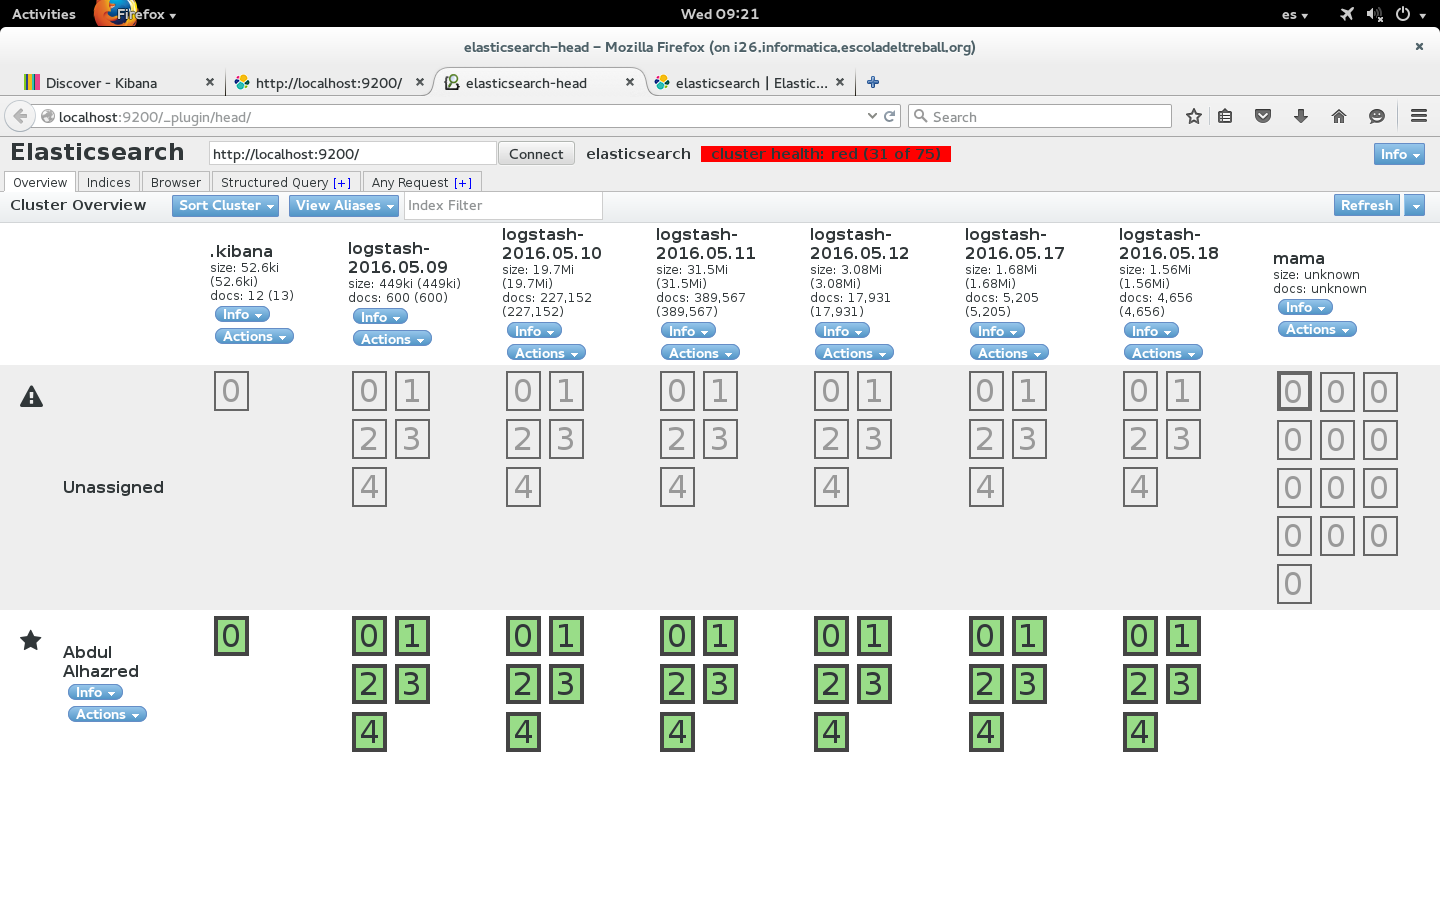 Activities Firefox Wed 09:21 es
elasticsearch-head - Mozilla Firefox (on i26.informatica.escoladeltreball.org)
Discover - Kibana http://localhost:9200/ elasticsearch-head elasticsearch | Elastic...
localhost:9200/_plugin/head/ Search
Elasticsearch http://localhost:9200/ Connect elasticsearch cluster health: red (31 of 75) Info
Overview Indices Browser Structured Query [+] Any Request [+]
Cluster Overview Sort Cluster View Aliases Index Filter Refresh
.kibana
size: 52.6ki
(52.6ki)
docs: 12 (13)
Info
Actions
logstash-
2016.05.09
size: 449ki (449ki)
docs: 600 (600)
Info
Actions
logstash-
2016.05.10
size: 19.7Mi
(19.7Mi)
docs: 227,152
(227,152)
Info
Actions
logstash-
2016.05.11
size: 31.5Mi
(31.5Mi)
docs: 389,567
(389,567)
Info
Actions
logstash-
2016.05.12
size: 3.08Mi
(3.08Mi)
docs: 17,931
(17,931)
Info
Actions
logstash-
2016.05.17
size: 1.68Mi
(1.68Mi)
docs: 5,205
(5,205)
Info
Actions
logstash-
2016.05.18
size: 1.56Mi
(1.56Mi)
docs: 4,656
(4,656)
Info
Actions
mama
size: unknown
docs: unknown
Info
Actions
0 0 1 0 1 0 1 0 1 0 1 0 1 0 0 0
2 3 2 3 2 3 2 3 2 3 2 3 0 0 0
Unassigned 4 4 4 4 4 4 0 0 0
0 0 0
0
0 0 1 0 1 0 1 0 1 0 1 0 1
Abdul
Alhazred
Info
Actions
2 3 2 3 2 3 2 3 2 3 2 3
4 4 4 4 4 4